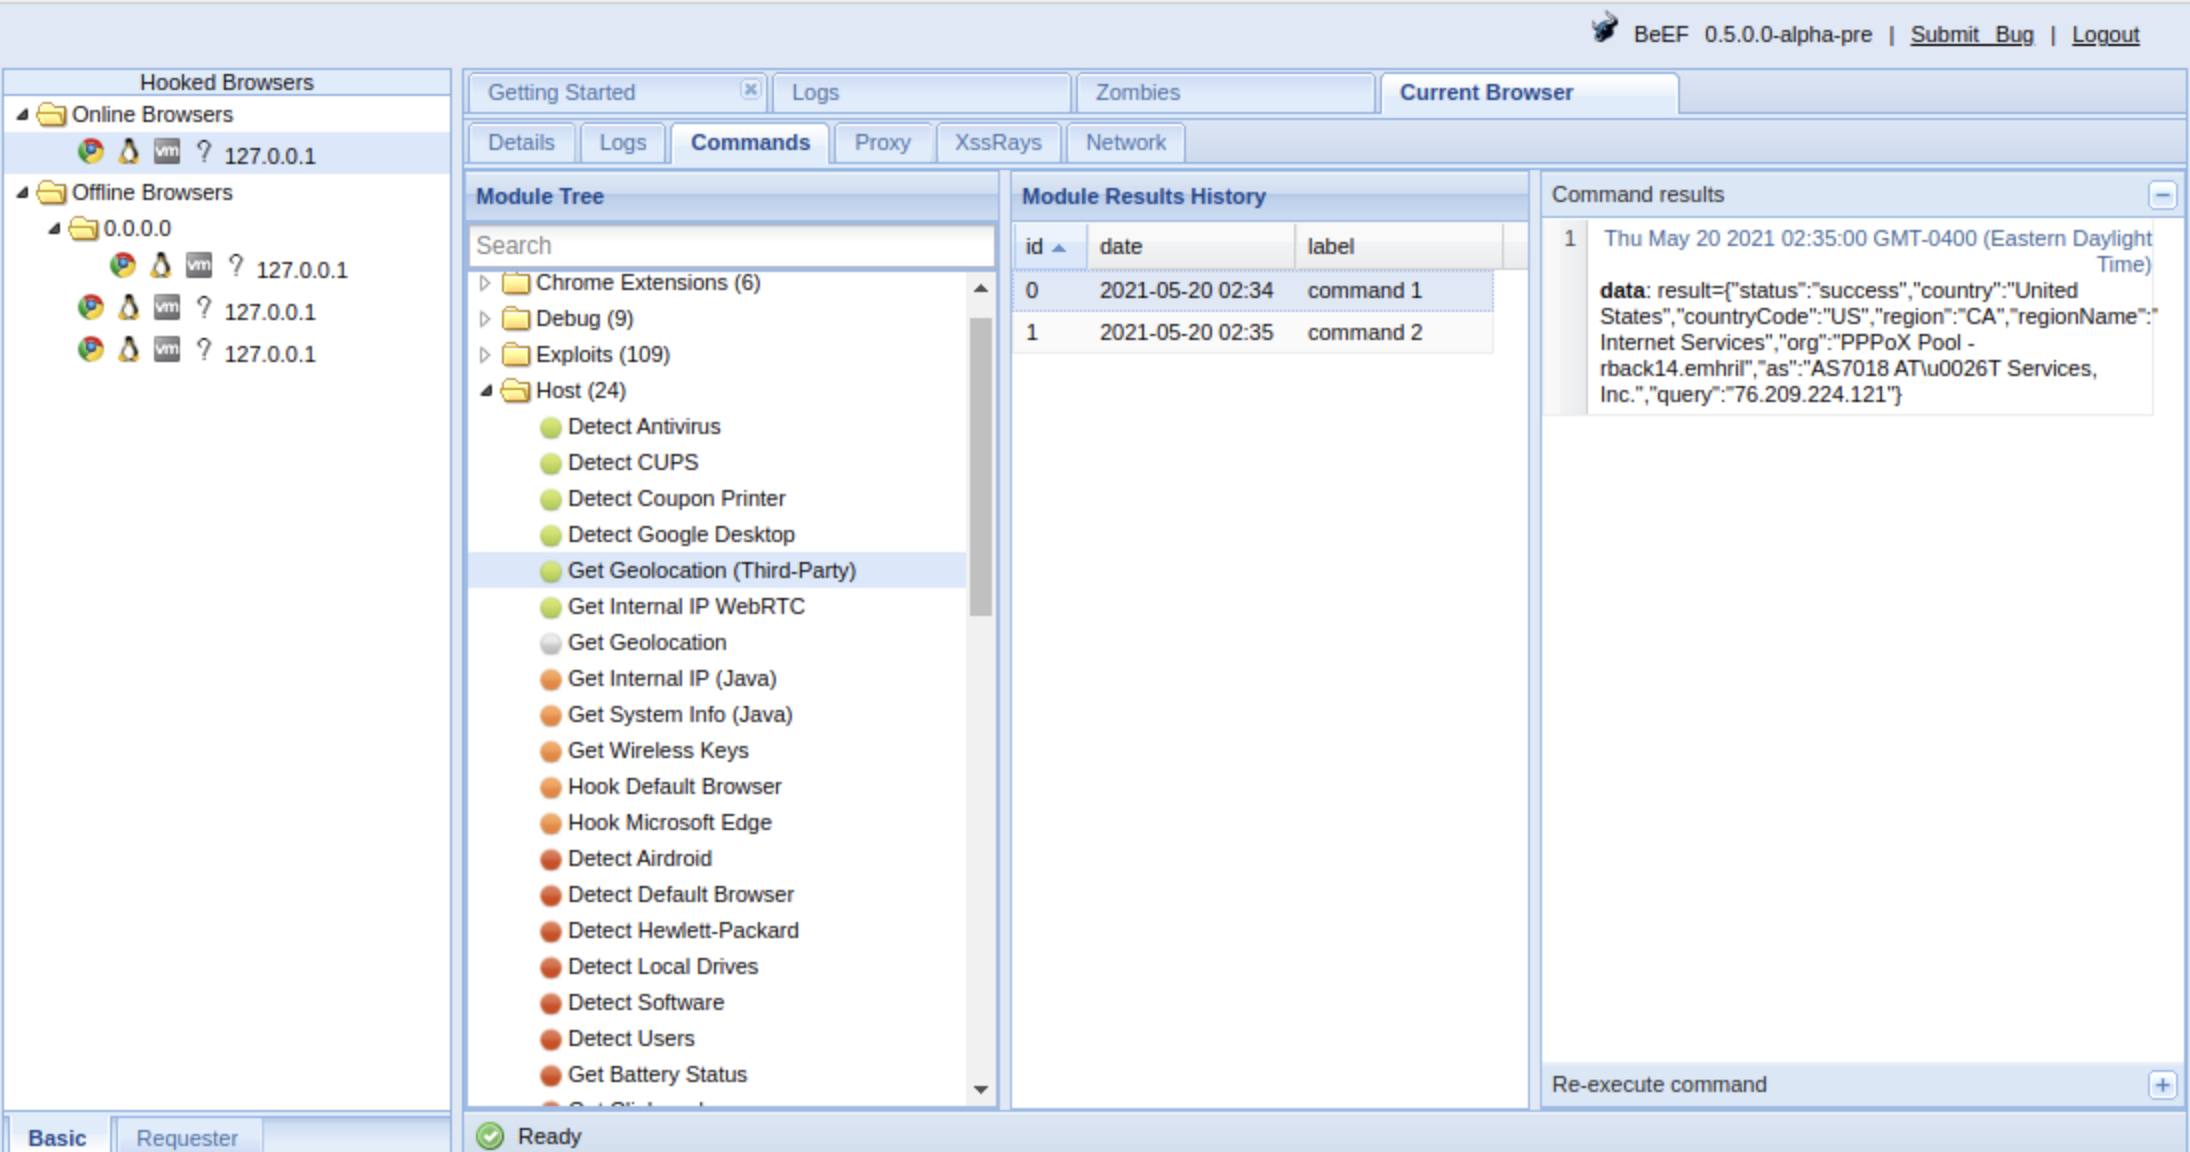 BeEF 0.5.0.0-alpha-pre | Submit Bug | Logout
Hooked Browsers
Online Browsers
vm ? 127.0.0.1
Offline Browsers
0.0.0.0
vm ? 127.0.0.1
vm ? 127.0.0.1
vm ? 127.0.0.1
Basic Requester
Getting Started Logs Zombies Current Browser
Details Logs Commands Proxy XssRays Network
Module Tree
Search
Chrome Extensions (6)
Debug (9)
Exploits (109)
Host (24)
Detect Antivirus
Detect CUPS
Detect Coupon Printer
Detect Google Desktop
Get Geolocation (Third-Party)
Get Internal IP WebRTC
Get Geolocation
Get Internal IP (Java)
Get System Info (Java)
Get Wireless Keys
Hook Default Browser
Hook Microsoft Edge
Detect Airdroid
Detect Default Browser
Detect Hewlett-Packard
Detect Local Drives
Detect Software
Detect Users
Get Battery Status
Module Results History
id date label
0 2021-05-20 02:34 command 1
1 2021-05-20 02:35 command 2
Command results
1 Thu May 20 2021 02:35:00 GMT-0400 (Eastern Daylight
Time)
data: result={"status":"success","country":"United
States","countryCode":"US","region":"CA","regionName":"
Internet Services","org":"PPPoX Pool -
rback14.emhril","as":"AS7018 AT\u0026T Services,
Inc.","query":"76.209.224.121"}
Re-execute command
Ready